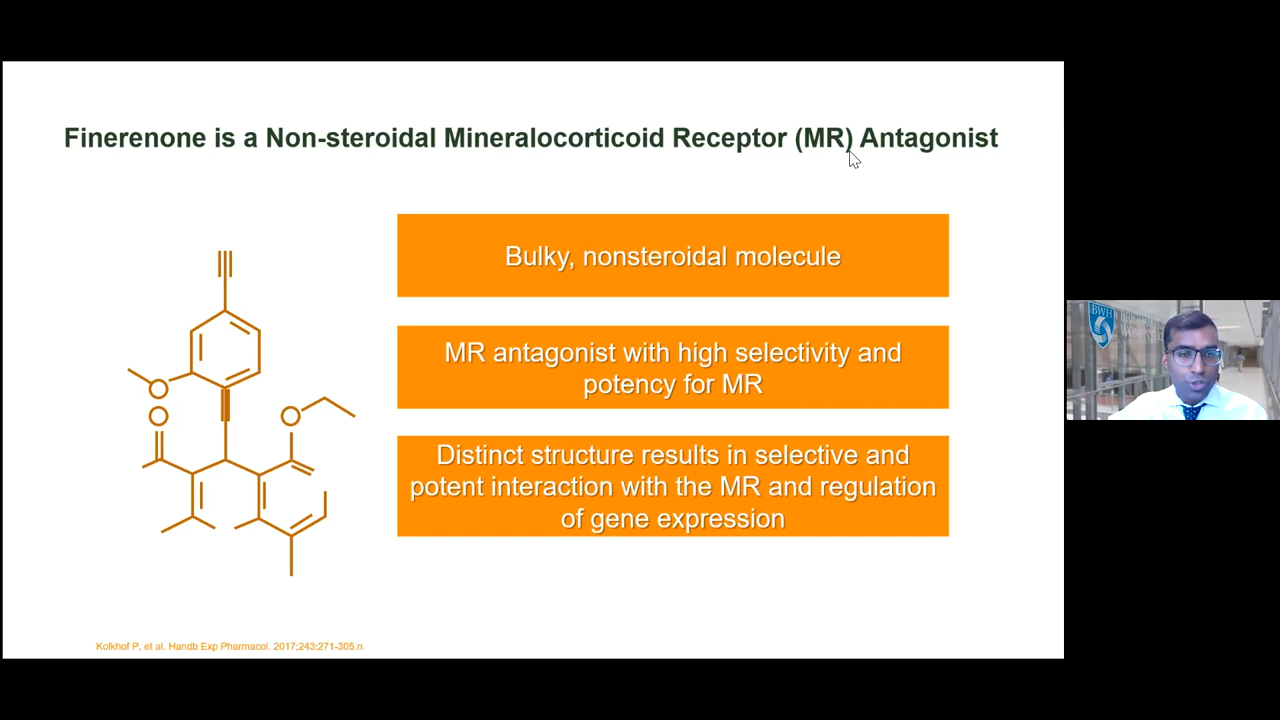 Finerenone is a Non-steroidal Mineralocorticoid Receptor (MR) Antagonist
Bulky, nonsteroidal molecule
MR antagonist with high selectivity and
potency for MR
Distinct structure results in selective and
potent interaction with the MR and regulation
of gene expression
O
O
O
Kolkhof P, et al. Handb Exp Pharmacol. 2017;243:271-305.n.
BWH